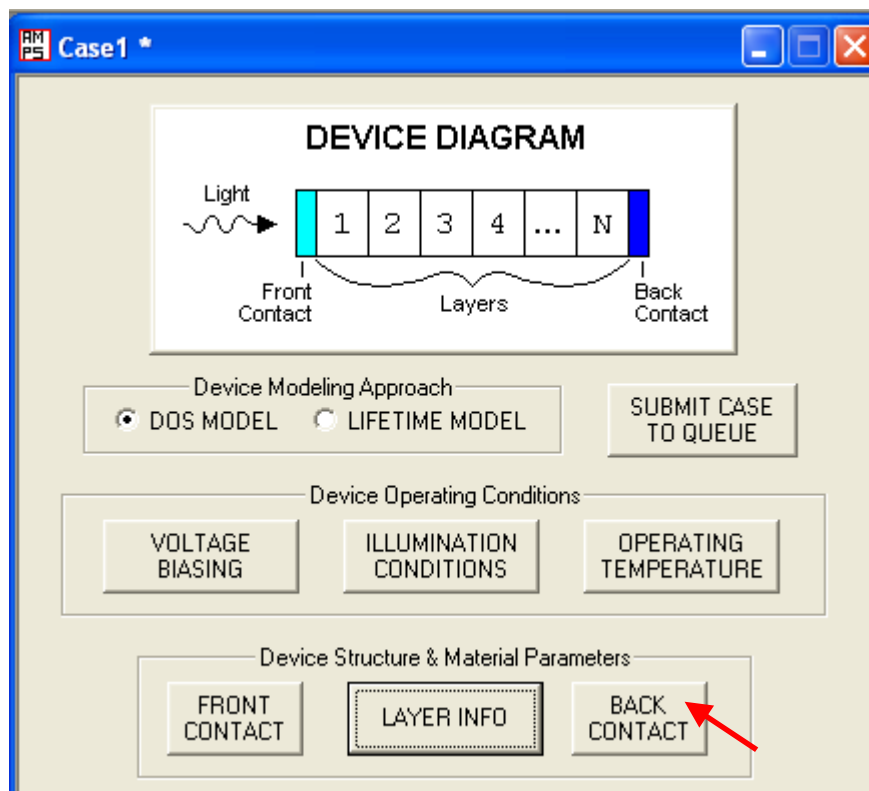 AMPS Case1 *
DEVICE DIAGRAM
Light
1 2 3 4 ... N
Front
Contact
Layers
Back
Contact
Device Modeling Approach
DOS MODEL LIFETIME MODEL
SUBMIT CASE
TO QUEUE
Device Operating Conditions
VOLTAGE
BIASING
ILLUMINATION
CONDITIONS
OPERATING
TEMPERATURE
Device Structure & Material Parameters
FRONT
CONTACT
LAYER INFO
BACK
CONTACT